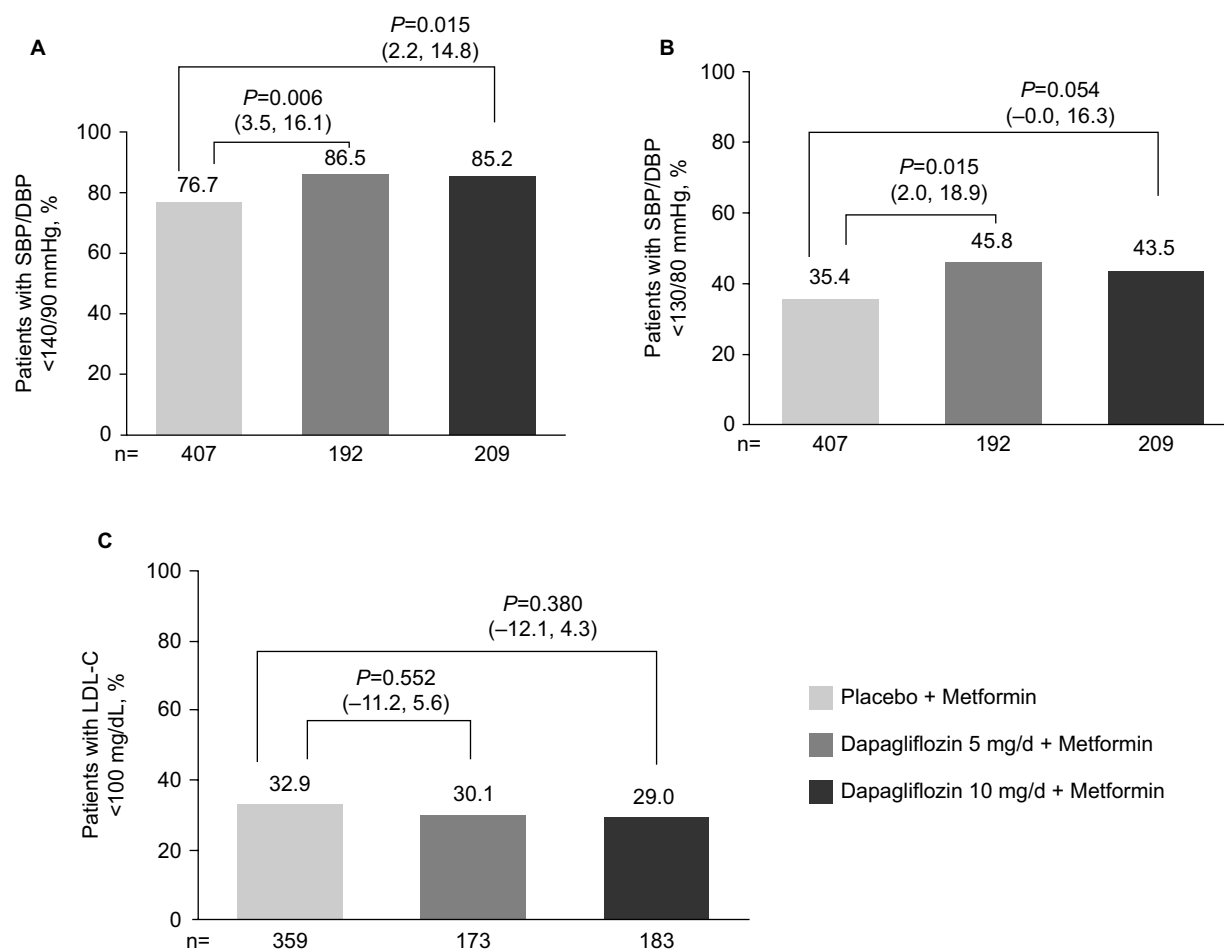 A
P=0.015
(2.2, 14.8)
P=0.006
(3.5, 16.1)
Patients with SBP/DBP
<140/90 mmHg, %
100
80
60
40
20
0
76.7
86.5
85.2
n= 407 192 209
B
P=0.054
(–0.0, 16.3)
P=0.015
(2.0, 18.9)
Patients with SBP/DBP
<130/80 mmHg, %
100
80
60
40
20
0
35.4
45.8
43.5
n= 407 192 209
C
P=0.380
(–12.1, 4.3)
P=0.552
(–11.2, 5.6)
Patients with LDL-C
<100 mg/dL, %
100
80
60
40
20
0
32.9
30.1
29.0
n= 359 173 183
Placebo + Metformin
Dapagliflozin 5 mg/d + Metformin
Dapagliflozin 10 mg/d + Metformin